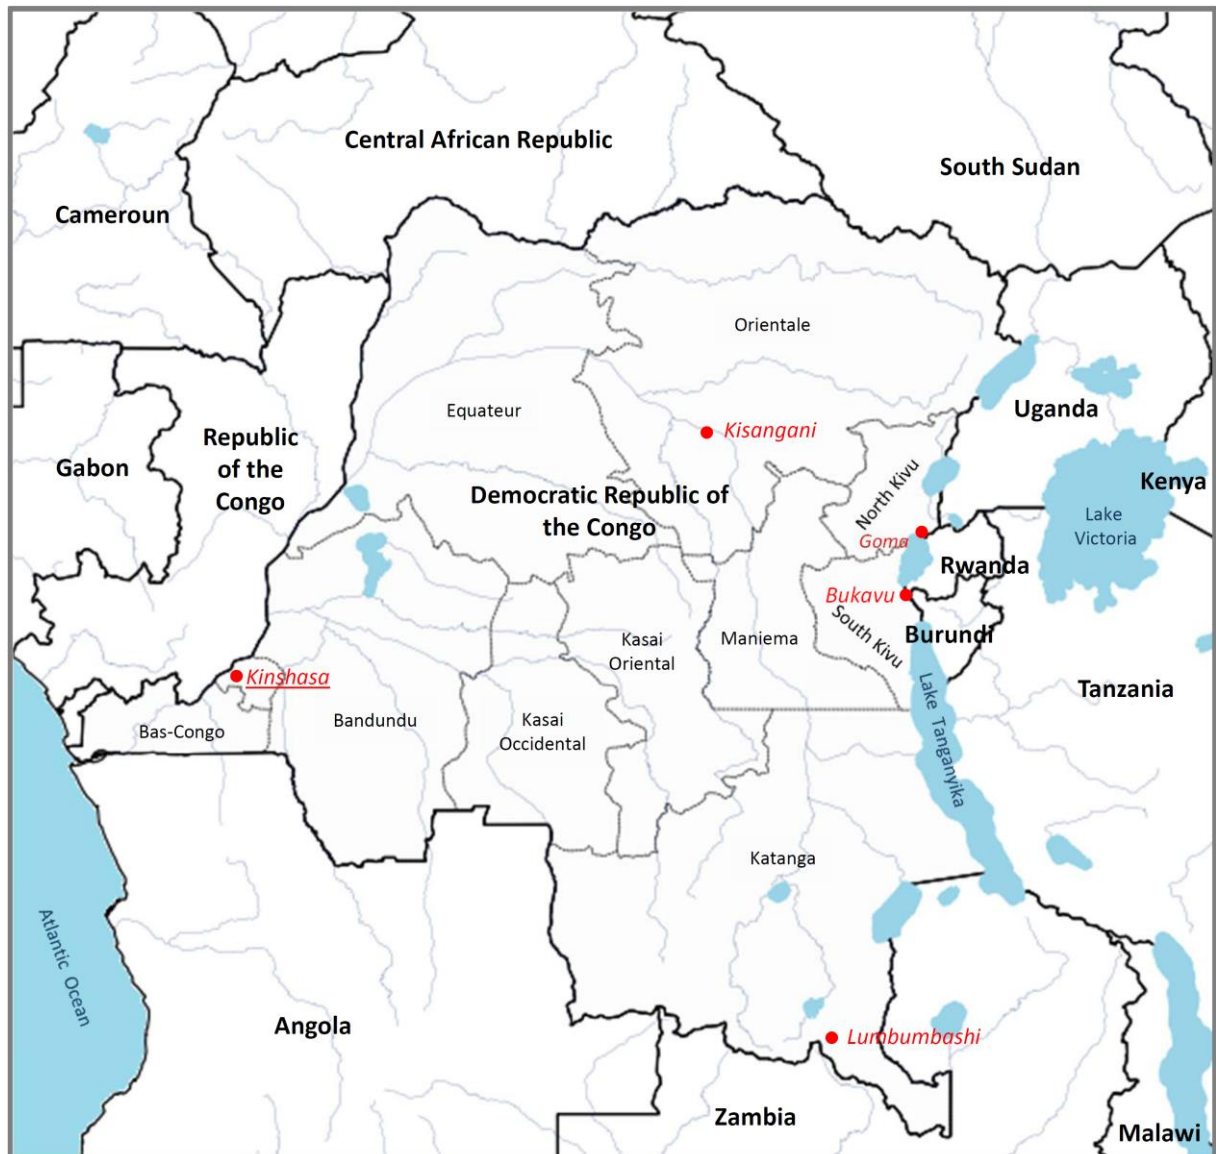 Central African Republic
South Sudan
Cameroun
Orientale
Equateur
Uganda
Kisangani
Republic
of the
Congo
Gabon
North Kivu
Kenya
Democratic Republic of
the Congo
Lake
Victoria
Goma
Rwanda
Bukavu
South Kivu
Burundi
Kasai
Oriental
Maniema
Kinshasa
Tanzania
Lake Tanganyika
Bas-Congo
Bandundu
Kasai
Occidental
Katanga
Atlantic Ocean
Angola
Lumbumbashi
Zambia
Malawi